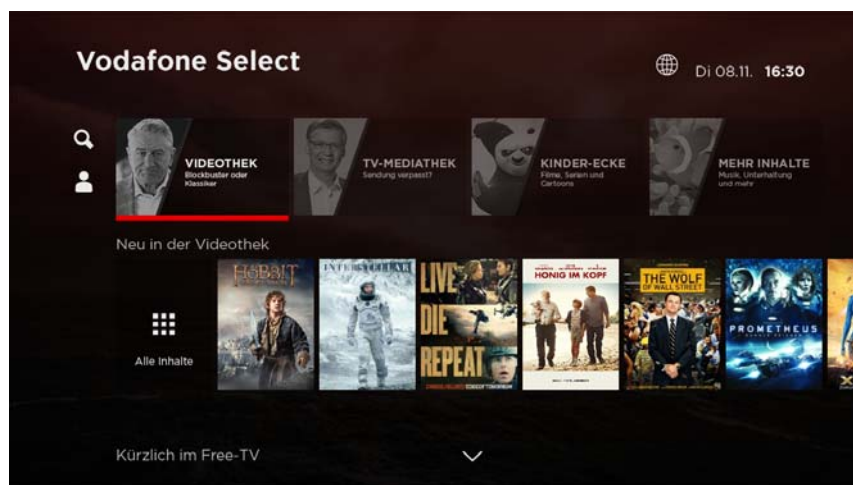 Vodafone Select
Di 08.11. 16:30
VIDEOTHEK
Blockbuster oder
Klassiker
TV-MEDIATHEK
Sendung verpasst?
KINDER-ECKE
Filme, Serien und
Cartoons
MEHR INHALTE
Musik, Unterhaltung
und mehr
Neu in der Videothek
Alle Inhalte
HOBBIT
INTERSTELLAR
LIVE
DIE
REPEAT
HONIG IM KOPF
THE WOLF
OF WALL STREET
PROMETHEUS
X
Kürzlich im Free-TV